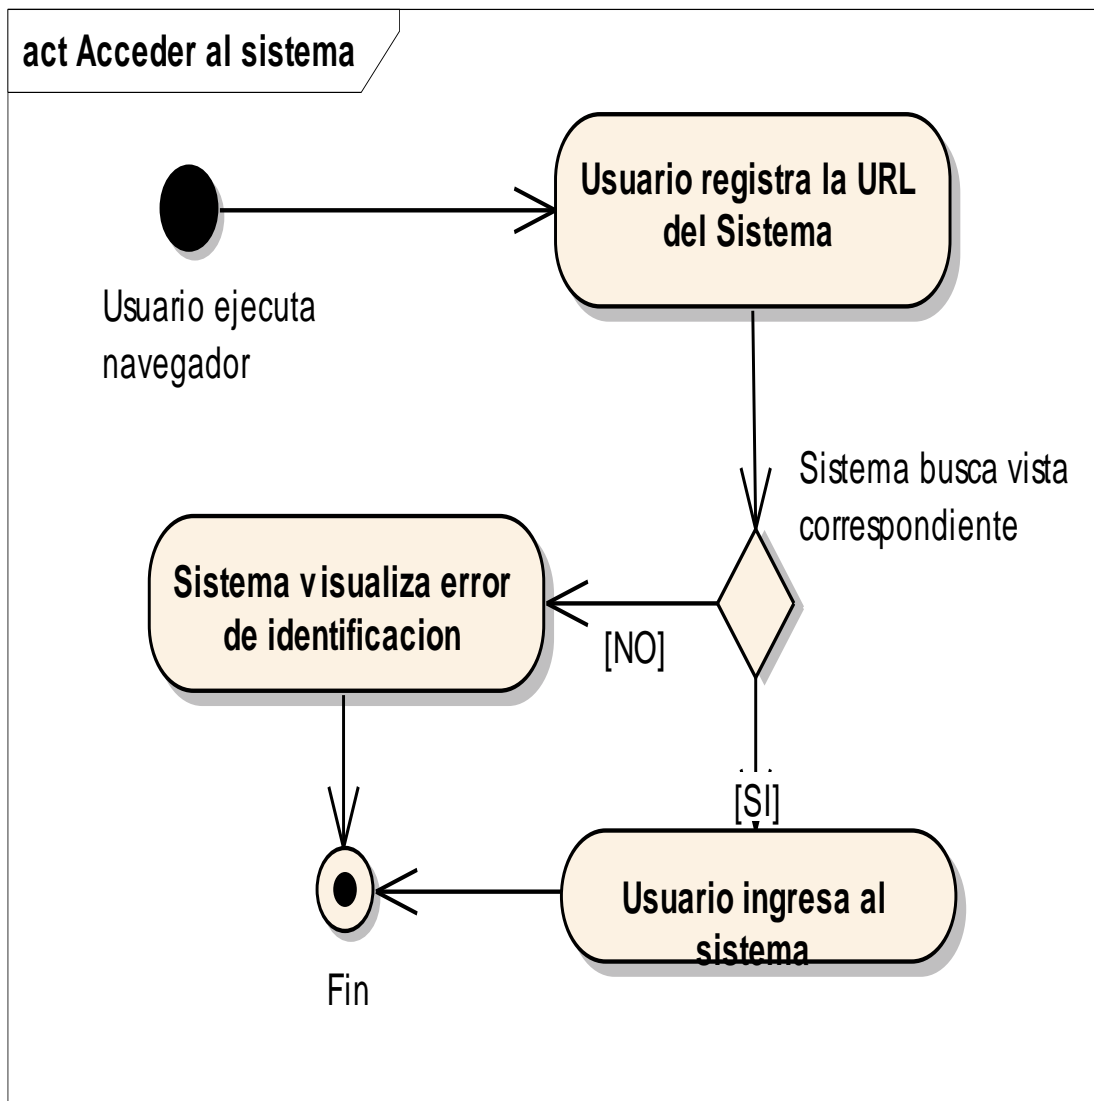 act Acceder al sistema
Usuario registra la URL
del Sistema
Usuario ejecuta
navegador
Sistema busca vista
correspondiente
Sistema visualiza error
de identificacion
[NO]
[SI]
Usuario ingresa al
sistema
Fin